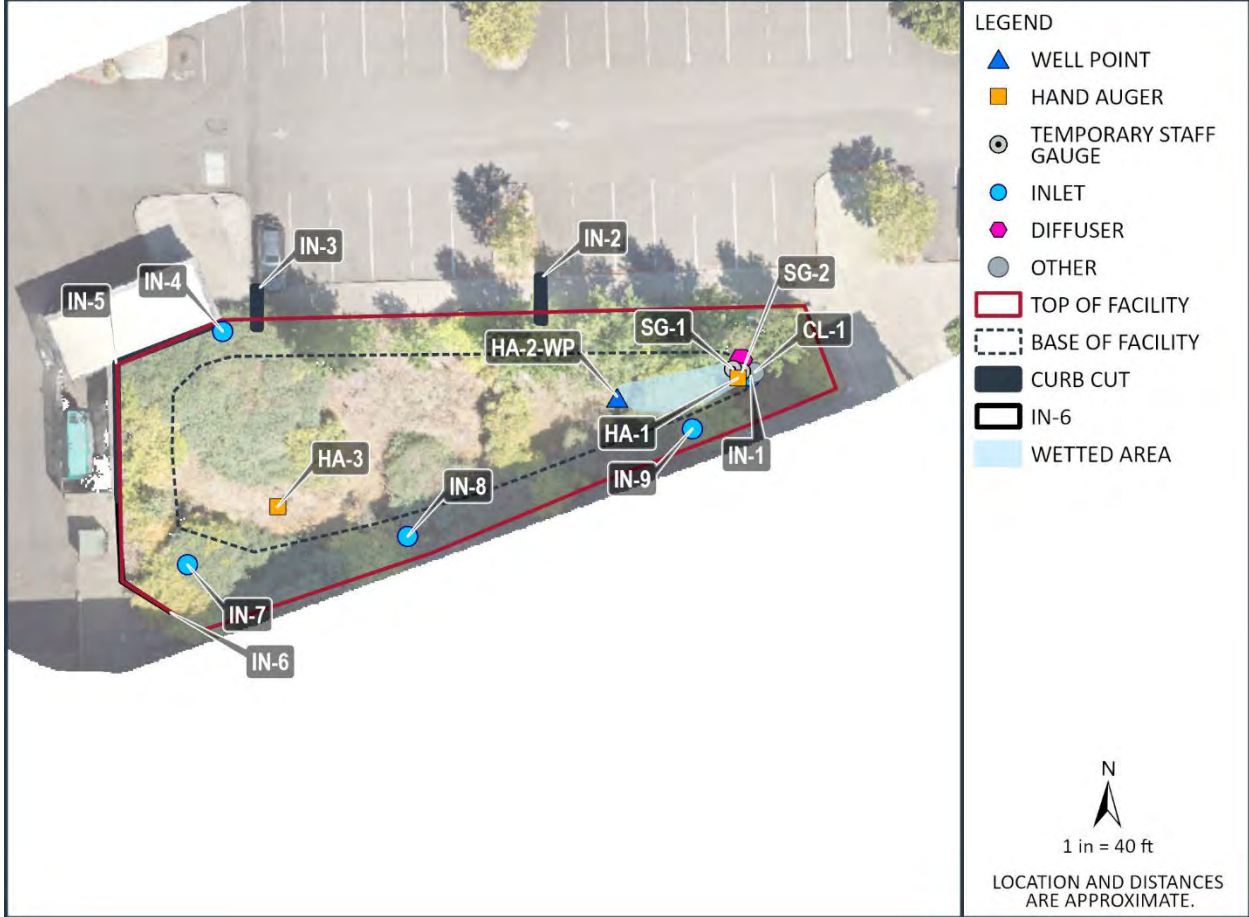 IN-3
IN-2
IN-4
IN-5
SG-2
SG-1
CL-1
HA-2-WP
HA-1
IN-1
HA-3
IN-9
IN-8
IN-7
IN-6
LEGEND
WELL POINT
HAND AUGER
TEMPORARY STAFF
GAUGE
INLET
DIFFUSER
OTHER
TOP OF FACILITY
BASE OF FACILITY
CURB CUT
IN-6
WETTED AREA
N
1 in = 40 ft
LOCATION AND DISTANCES
ARE APPROXIMATE.